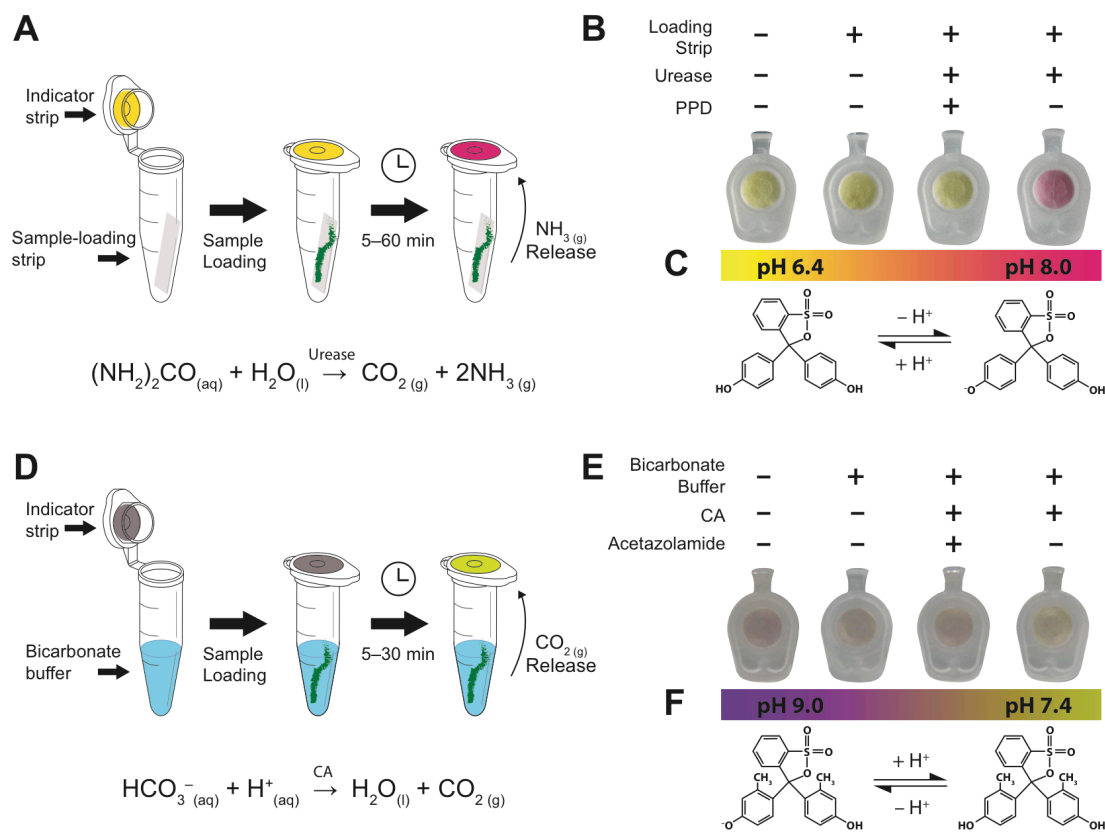 A
Indicator
strip
Sample-loading
strip
Sample
Loading
5–60 min
NH3 (g)
Release
(NH2)2CO(aq) + H2O(l) Urease → CO2 (g) + 2NH3 (g)
B
Loading
Strip
– + + +
Urease
– – + +
PPD
– – + –
C
pH 6.4 pH 8.0
O
S=O
O
HO OH
– H+
+ H+
O
S=O
O
-O OH
D
Indicator
strip
Bicarbonate
buffer
Sample
Loading
5–30 min
CO2 (g)
Release
HCO3–(aq) + H+(aq) CA → H2O(l) + CO2 (g)
E
Bicarbonate
Buffer
– + + +
CA
– – + +
Acetazolamide
– – + –
F
pH 9.0 pH 7.4
O
S=O
CH3 O CH3
-O OH
+ H+
– H+
O
S=O
CH3 O CH3
HO OH